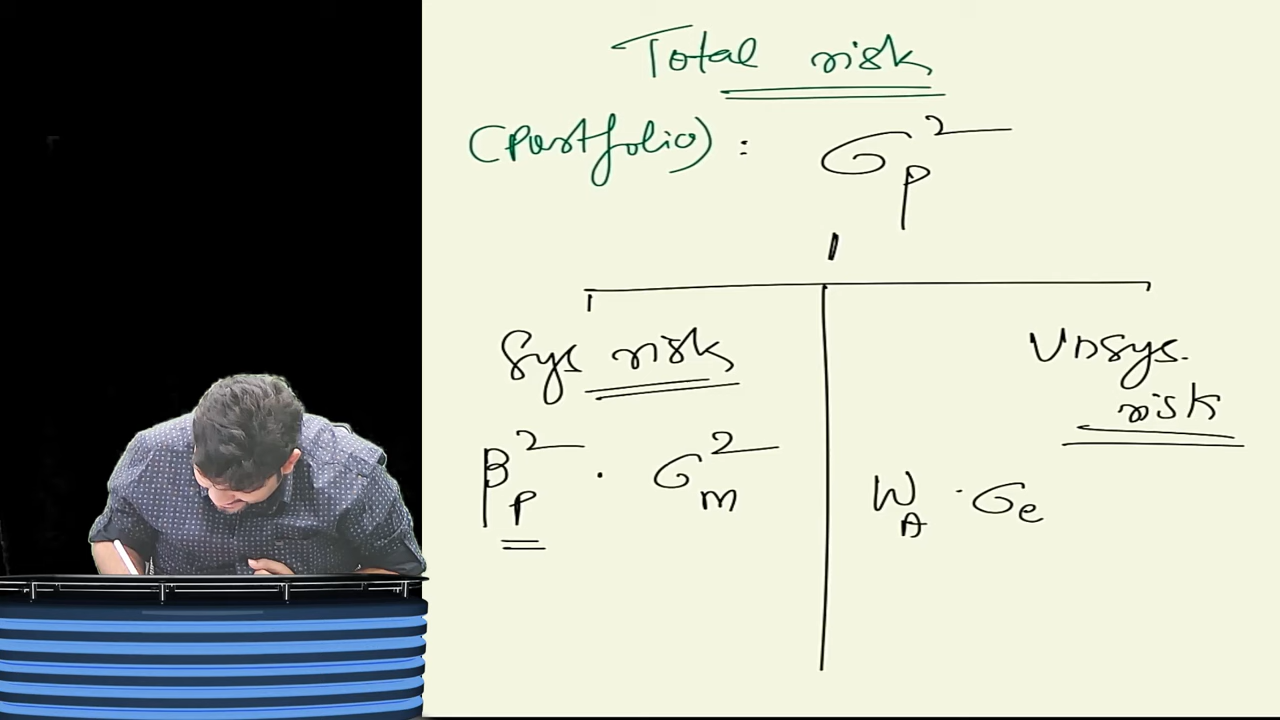 Total risk
(Portfolio) : σp²
Sys risk
Unsys. risk
βp² · σm²
WA · σe